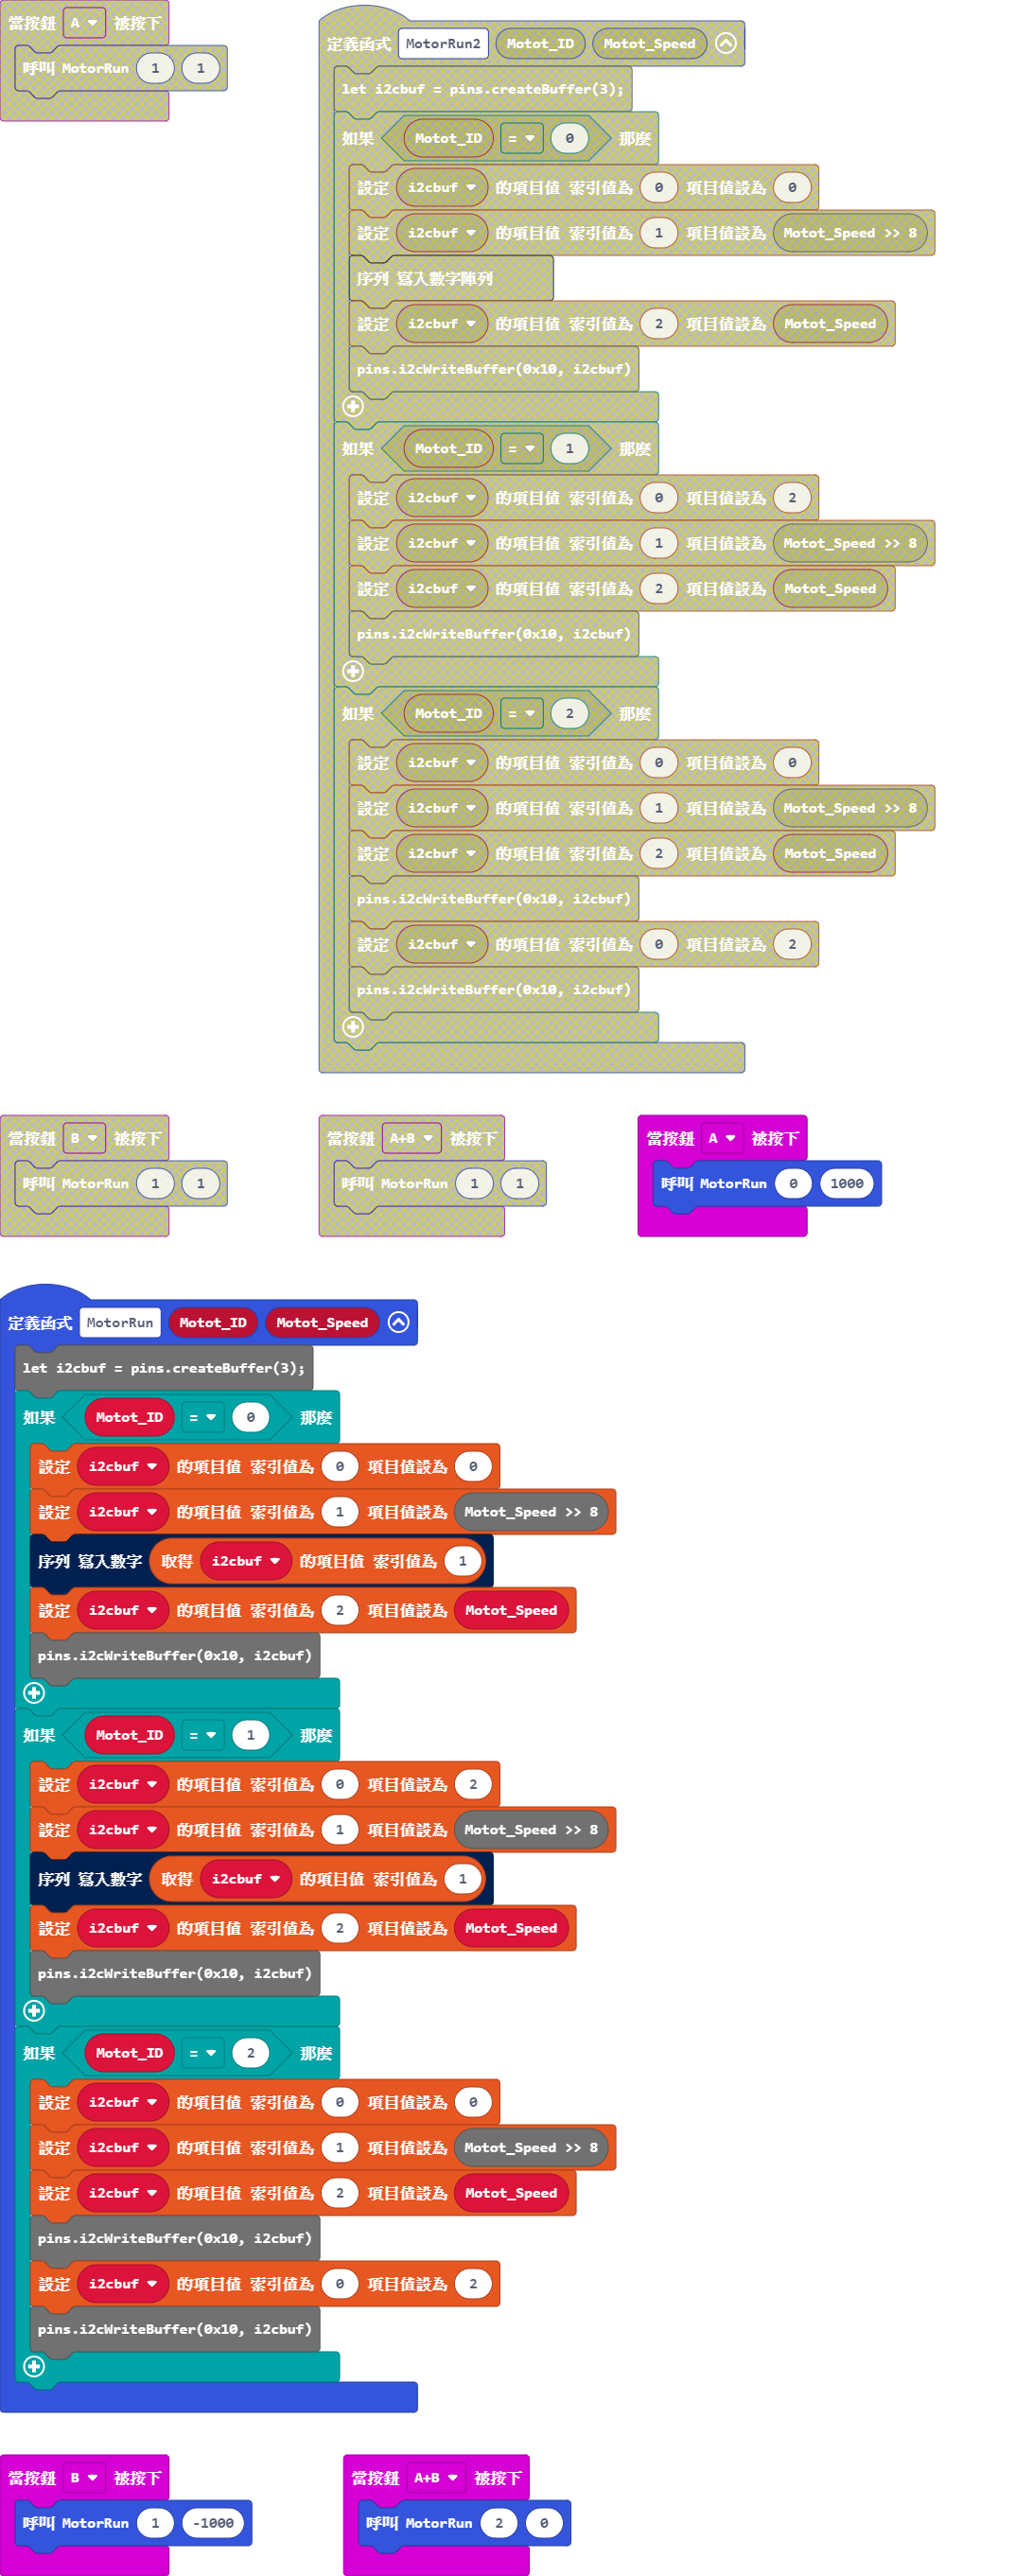 當按鈕 A 被按下
呼叫 MotorRun 1 1
定義函式 MotorRun2 Motot_ID Motot_Speed
let i2cbuf = pins.createBuffer(3);
如果 Motot_ID = 0 那麼
設定 i2cbuf 的項目值 索引值為 0 項目值設為 0
設定 i2cbuf 的項目值 索引值為 1 項目值設為 Motot_Speed >> 8
序列 寫入數字陣列
設定 i2cbuf 的項目值 索引值為 2 項目值設為 Motot_Speed
pins.i2cWriteBuffer(0x10, i2cbuf)
如果 Motot_ID = 1 那麼
設定 i2cbuf 的項目值 索引值為 0 項目值設為 2
設定 i2cbuf 的項目值 索引值為 1 項目值設為 Motot_Speed >> 8
設定 i2cbuf 的項目值 索引值為 2 項目值設為 Motot_Speed
pins.i2cWriteBuffer(0x10, i2cbuf)
如果 Motot_ID = 2 那麼
設定 i2cbuf 的項目值 索引值為 0 項目值設為 0
設定 i2cbuf 的項目值 索引值為 1 項目值設為 Motot_Speed >> 8
設定 i2cbuf 的項目值 索引值為 2 項目值設為 Motot_Speed
pins.i2cWriteBuffer(0x10, i2cbuf)
設定 i2cbuf 的項目值 索引值為 0 項目值設為 2
pins.i2cWriteBuffer(0x10, i2cbuf)
當按鈕 B 被按下
呼叫 MotorRun 1 1
當按鈕 A+B 被按下
呼叫 MotorRun 1 1
當按鈕 A 被按下
呼叫 MotorRun 0 1000
定義函式 MotorRun Motot_ID Motot_Speed
let i2cbuf = pins.createBuffer(3);
如果 Motot_ID = 0 那麼
設定 i2cbuf 的項目值 索引值為 0 項目值設為 0
設定 i2cbuf 的項目值 索引值為 1 項目值設為 Motot_Speed >> 8
序列 寫入數字 取得 i2cbuf 的項目值 索引值為 1
設定 i2cbuf 的項目值 索引值為 2 項目值設為 Motot_Speed
pins.i2cWriteBuffer(0x10, i2cbuf)
如果 Motot_ID = 1 那麼
設定 i2cbuf 的項目值 索引值為 0 項目值設為 2
設定 i2cbuf 的項目值 索引值為 1 項目值設為 Motot_Speed >> 8
序列 寫入數字 取得 i2cbuf 的項目值 索引值為 1
設定 i2cbuf 的項目值 索引值為 2 項目值設為 Motot_Speed
pins.i2cWriteBuffer(0x10, i2cbuf)
如果 Motot_ID = 2 那麼
設定 i2cbuf 的項目值 索引值為 0 項目值設為 0
設定 i2cbuf 的項目值 索引值為 1 項目值設為 Motot_Speed >> 8
設定 i2cbuf 的項目值 索引值為 2 項目值設為 Motot_Speed
pins.i2cWriteBuffer(0x10, i2cbuf)
設定 i2cbuf 的項目值 索引值為 0 項目值設為 2
pins.i2cWriteBuffer(0x10, i2cbuf)
當按鈕 B 被按下
呼叫 MotorRun 1 -1000
當按鈕 A+B 被按下
呼叫 MotorRun 2 0